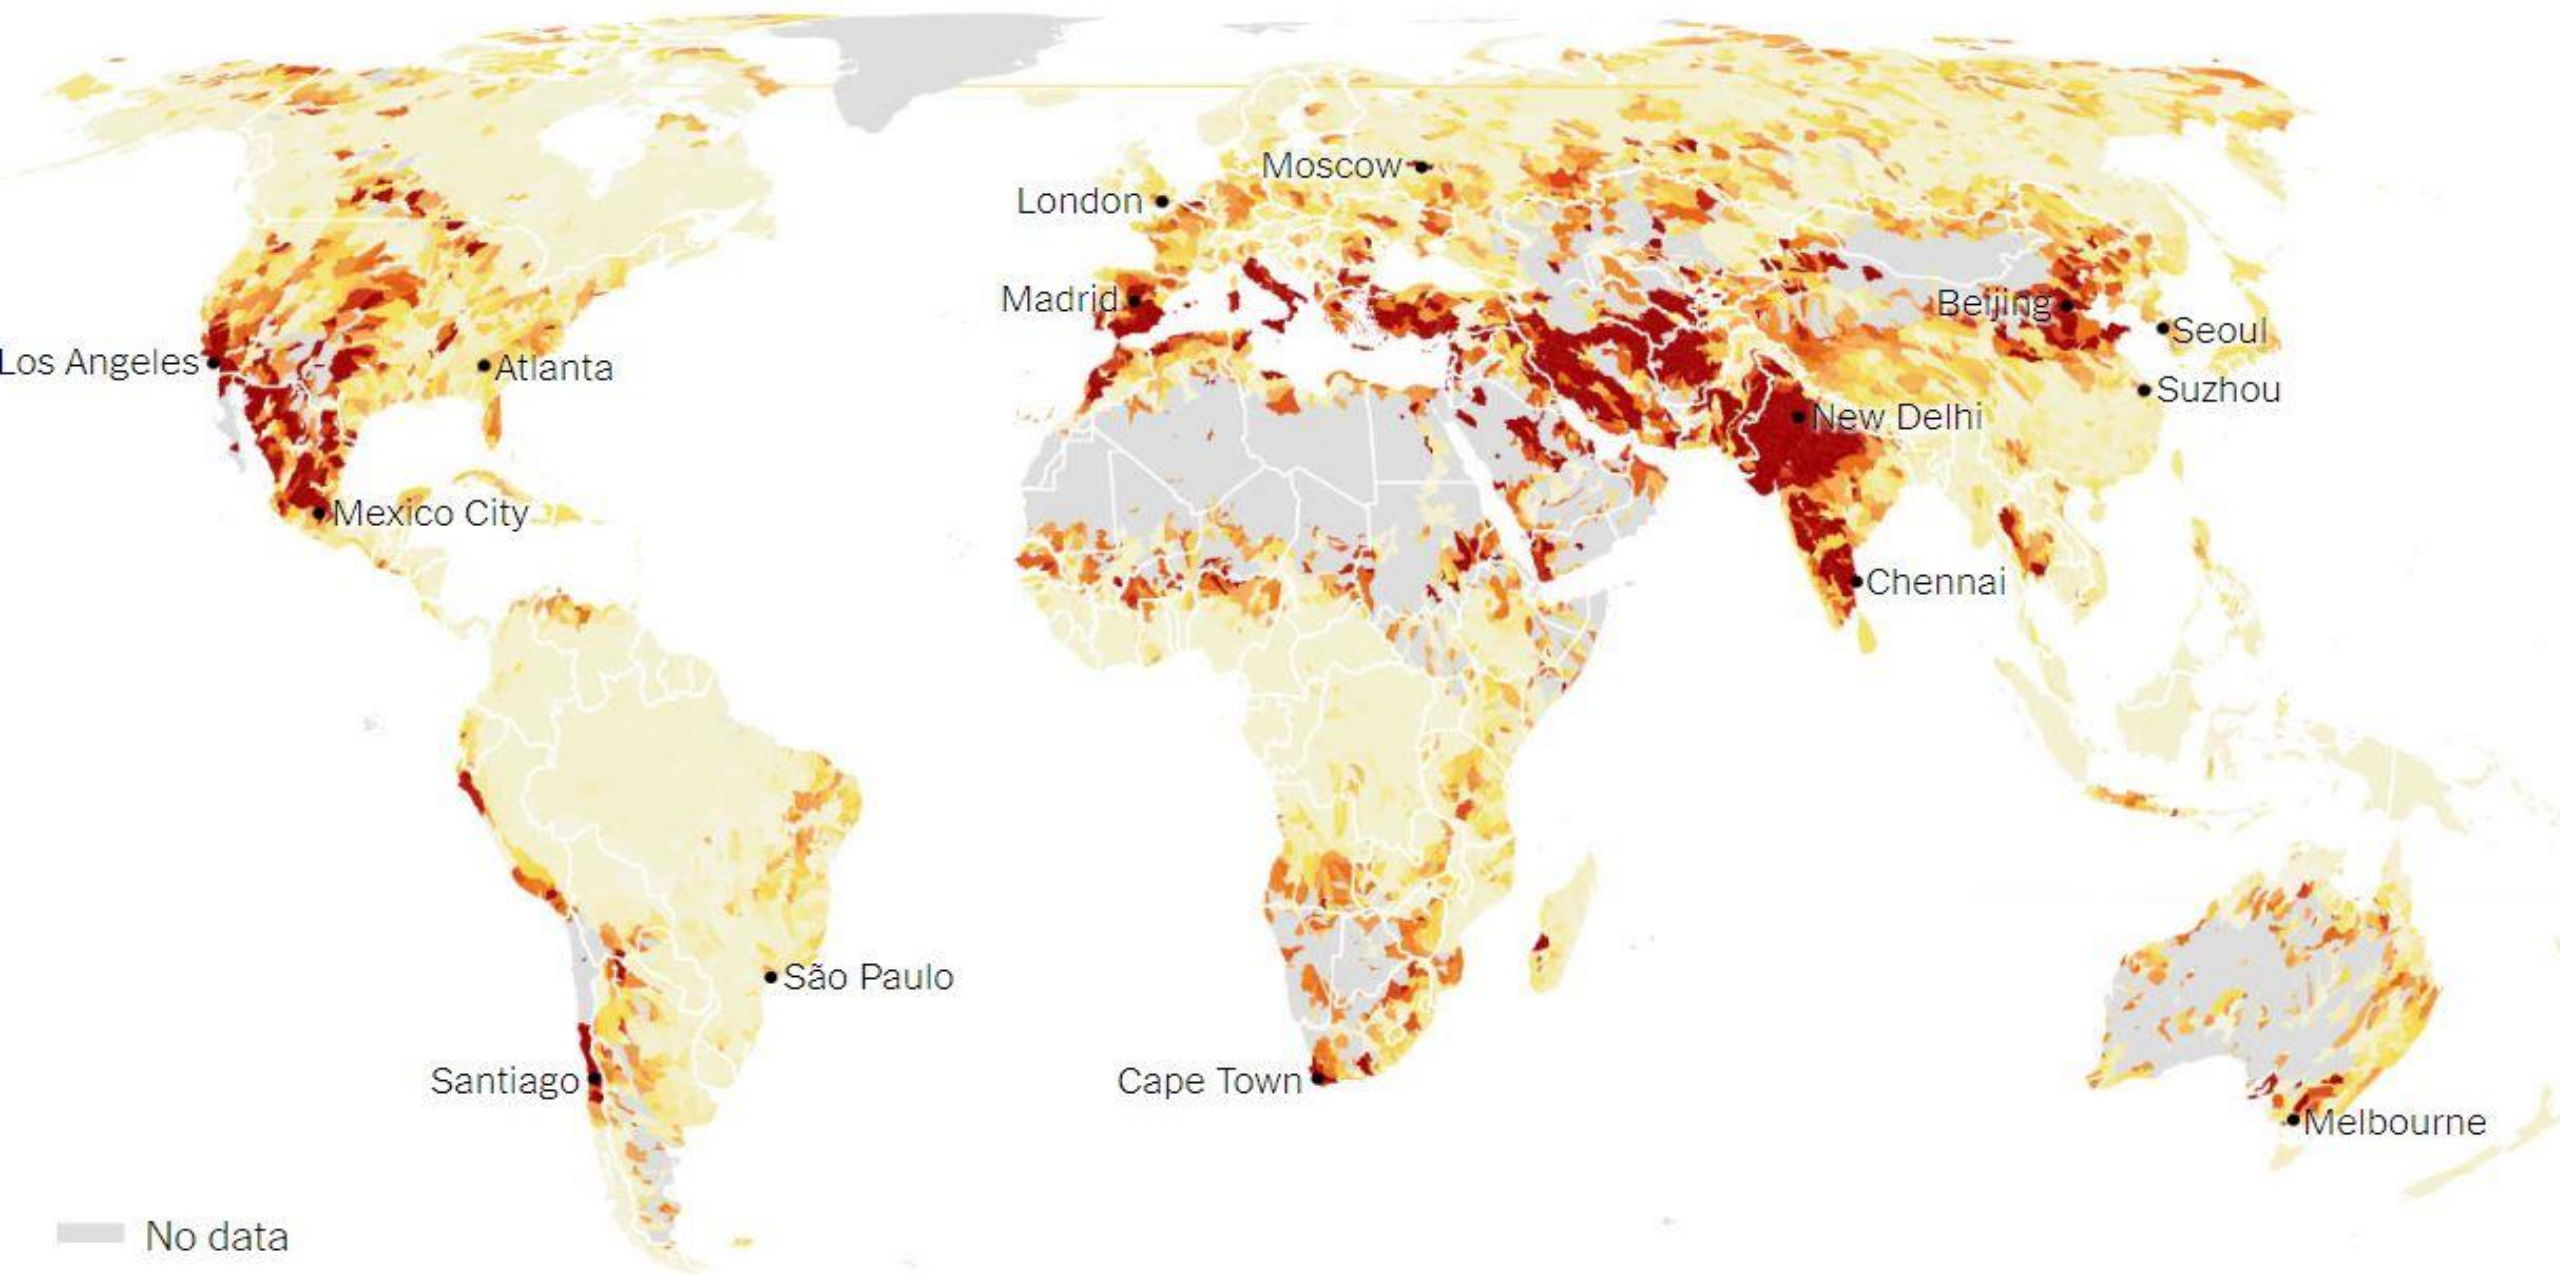 Moscow
London
Madrid
Beijing
Seoul
Los Angeles
Atlanta
Suzhou
New Delhi
Mexico City
Chennai
São Paulo
Santiago
Cape Town
Melbourne
No data